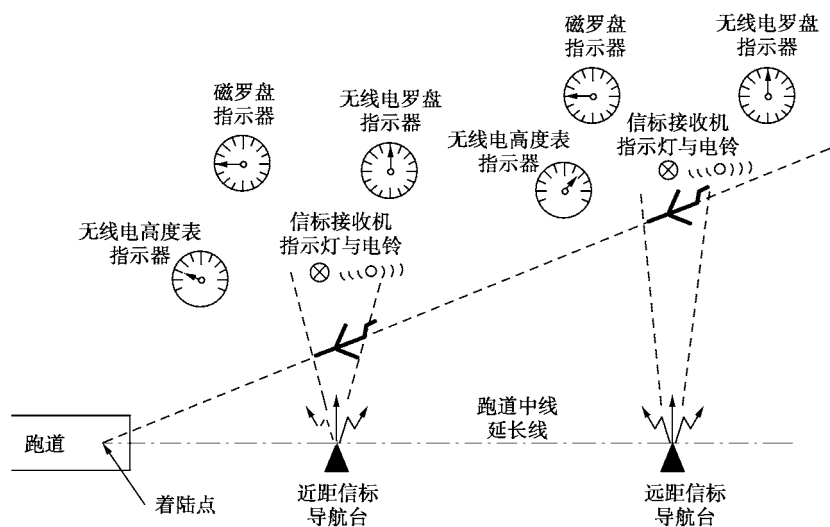 磁罗盘
指示器
无线电罗盘
指示器
磁罗盘
指示器
无线电罗盘
指示器
无线电高度表
指示器
信标接收机
指示灯与电铃
无线电高度表
指示器
信标接收机
指示灯与电铃
跑道中线
延长线
跑道
着陆点
近距信标
导航台
远距信标
导航台